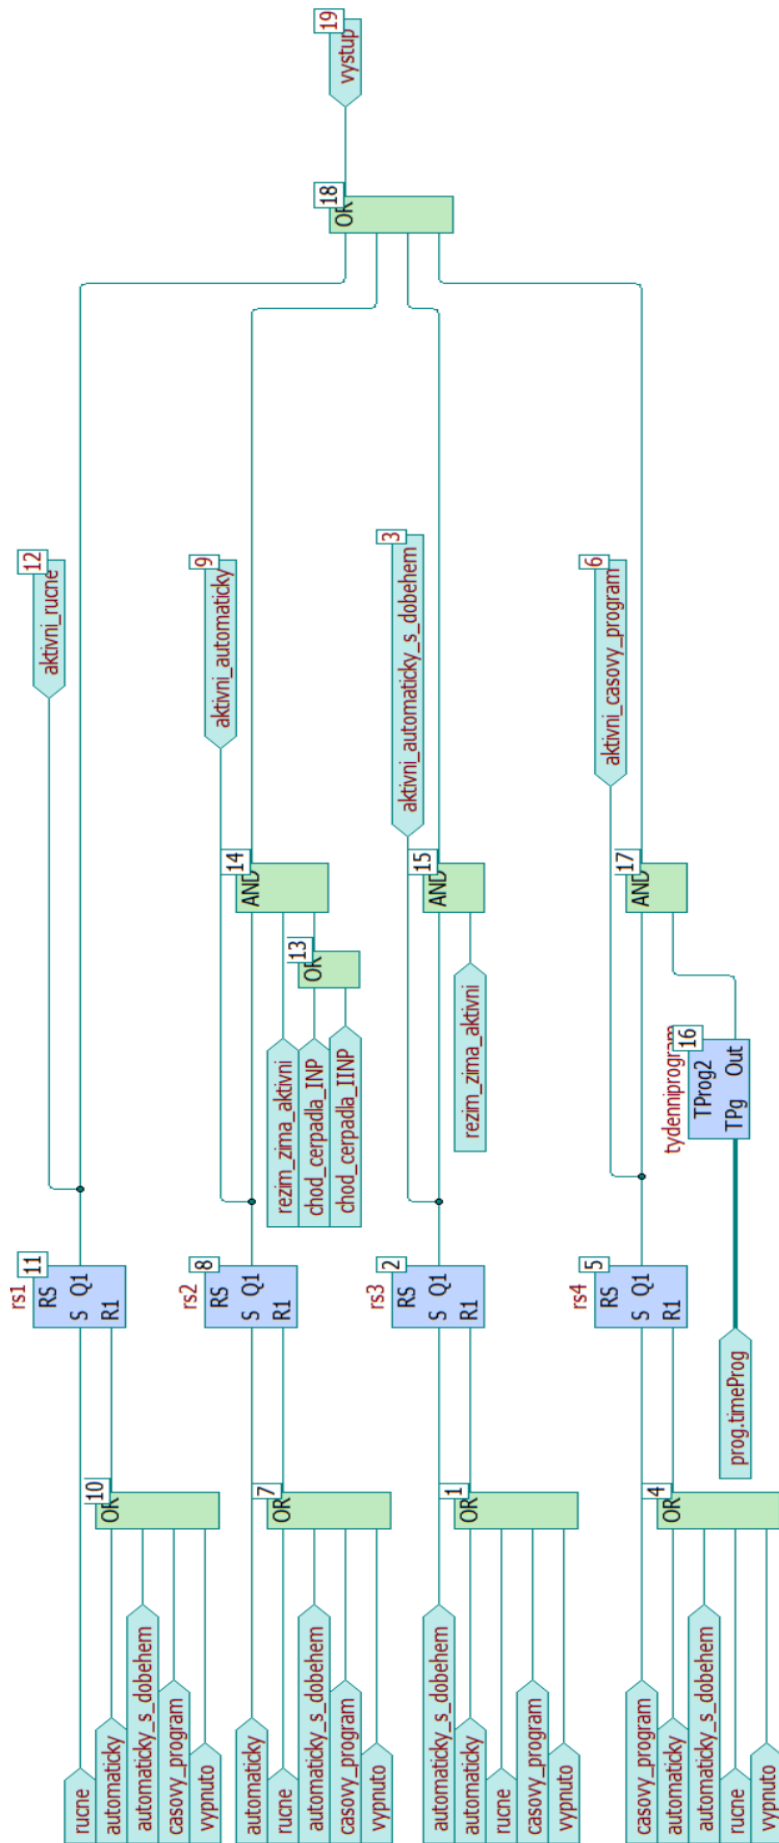 rucne
automaticky
automaticky_s_dobehem
casovy_program
vypnuto
10
OR
rs1
11
RS
S Q1
R1
12
aktivni_rucne
automaticky
rucne
automaticky_s_dobehem
casovy_program
vypnuto
7
OR
rs2
8
RS
S Q1
R1
9
aktivni_automaticky
rezim_zima_aktivni
chod_cerpadla_INP
chod_cerpadla_IINP
13
OR
14
AND
automaticky_s_dobehem
automaticky
rucne
casovy_program
vypnuto
1
OR
rs3
2
RS
S Q1
R1
3
aktivni_automaticky_s_dobehem
rezim_zima_aktivni
15
AND
casovy_program
automaticky
automaticky_s_dobehem
rucne
vypnuto
4
OR
rs4
5
RS
S Q1
R1
6
aktivni_casovy_program
prog.timeProg
tydenniprogram
16
TProg2
TPg Out
17
AND
18
OR
19
vystup